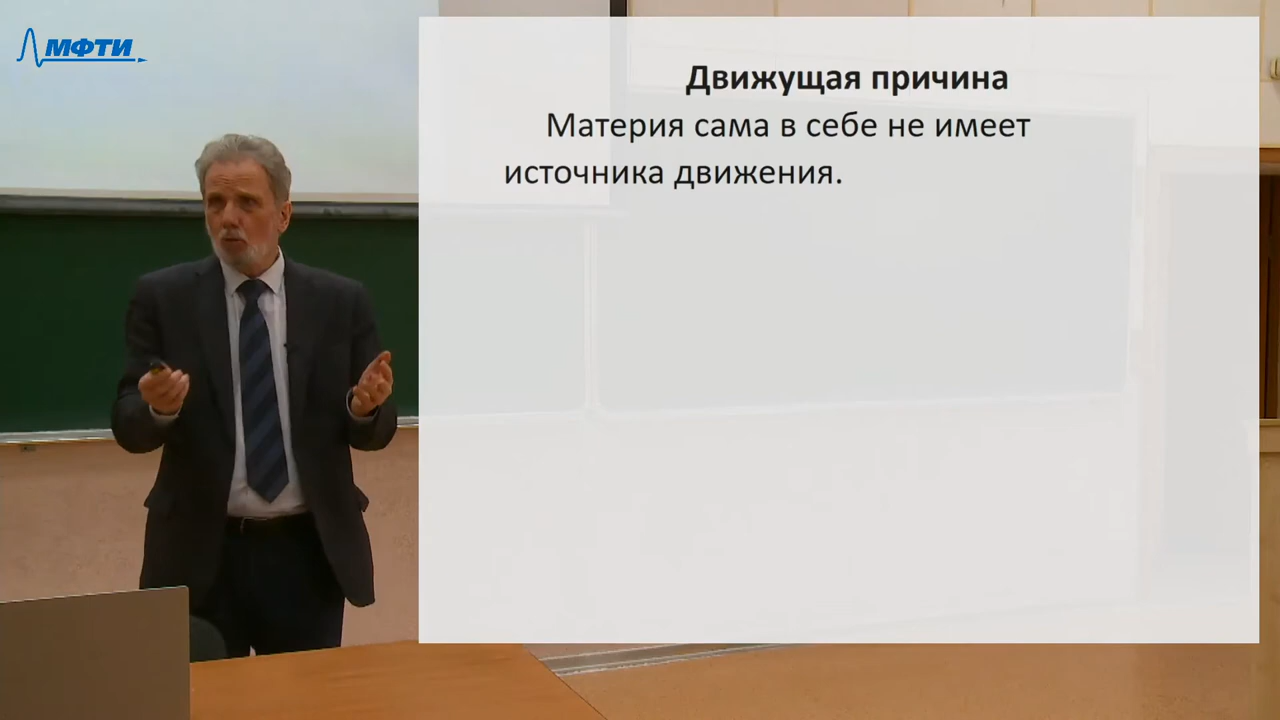 МФТИ
Движущая причина
Материя сама в себе не имеет
источника движения.